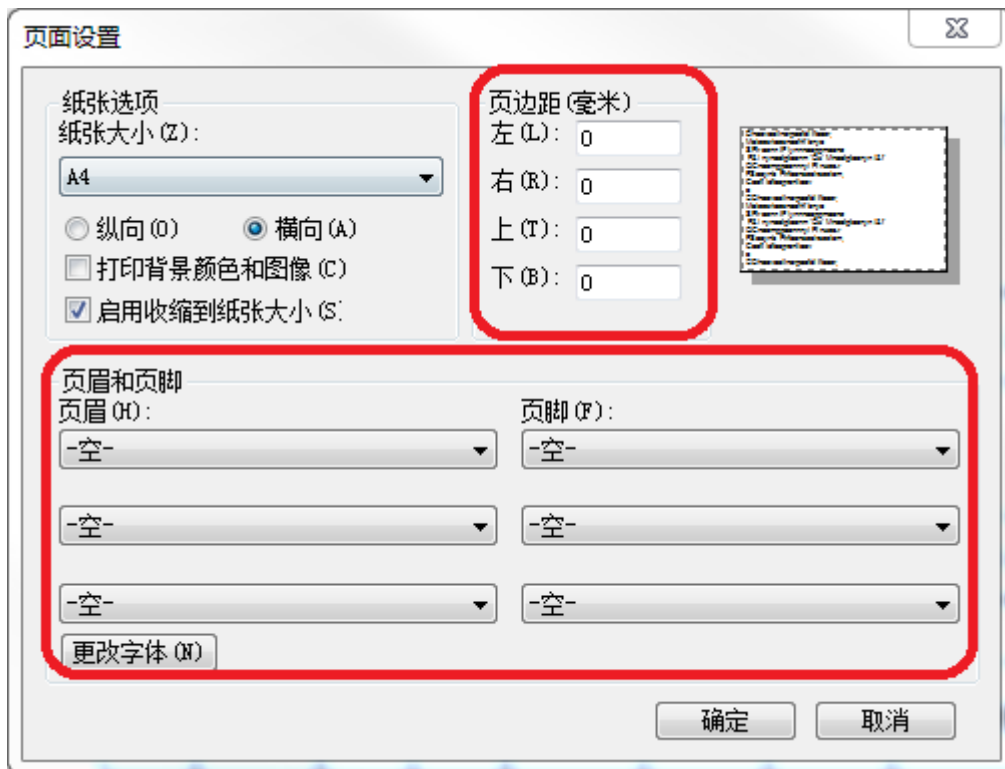 页面设置
纸张选项
纸张大小(Z):
A4
纵向(O) 横向(A)
打印背景颜色和图像(C)
启用收缩到纸张大小(S
页边距(毫米)
左(L): 0
右(R): 0
上(T): 0
下(B): 0
页眉和页脚
页眉(H): 页脚(F):
-空- -空-
-空- -空-
-空- -空-
更改字体(N)
确定 取消